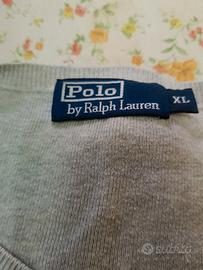 Polo
by Ralph Lauren
XL
subito